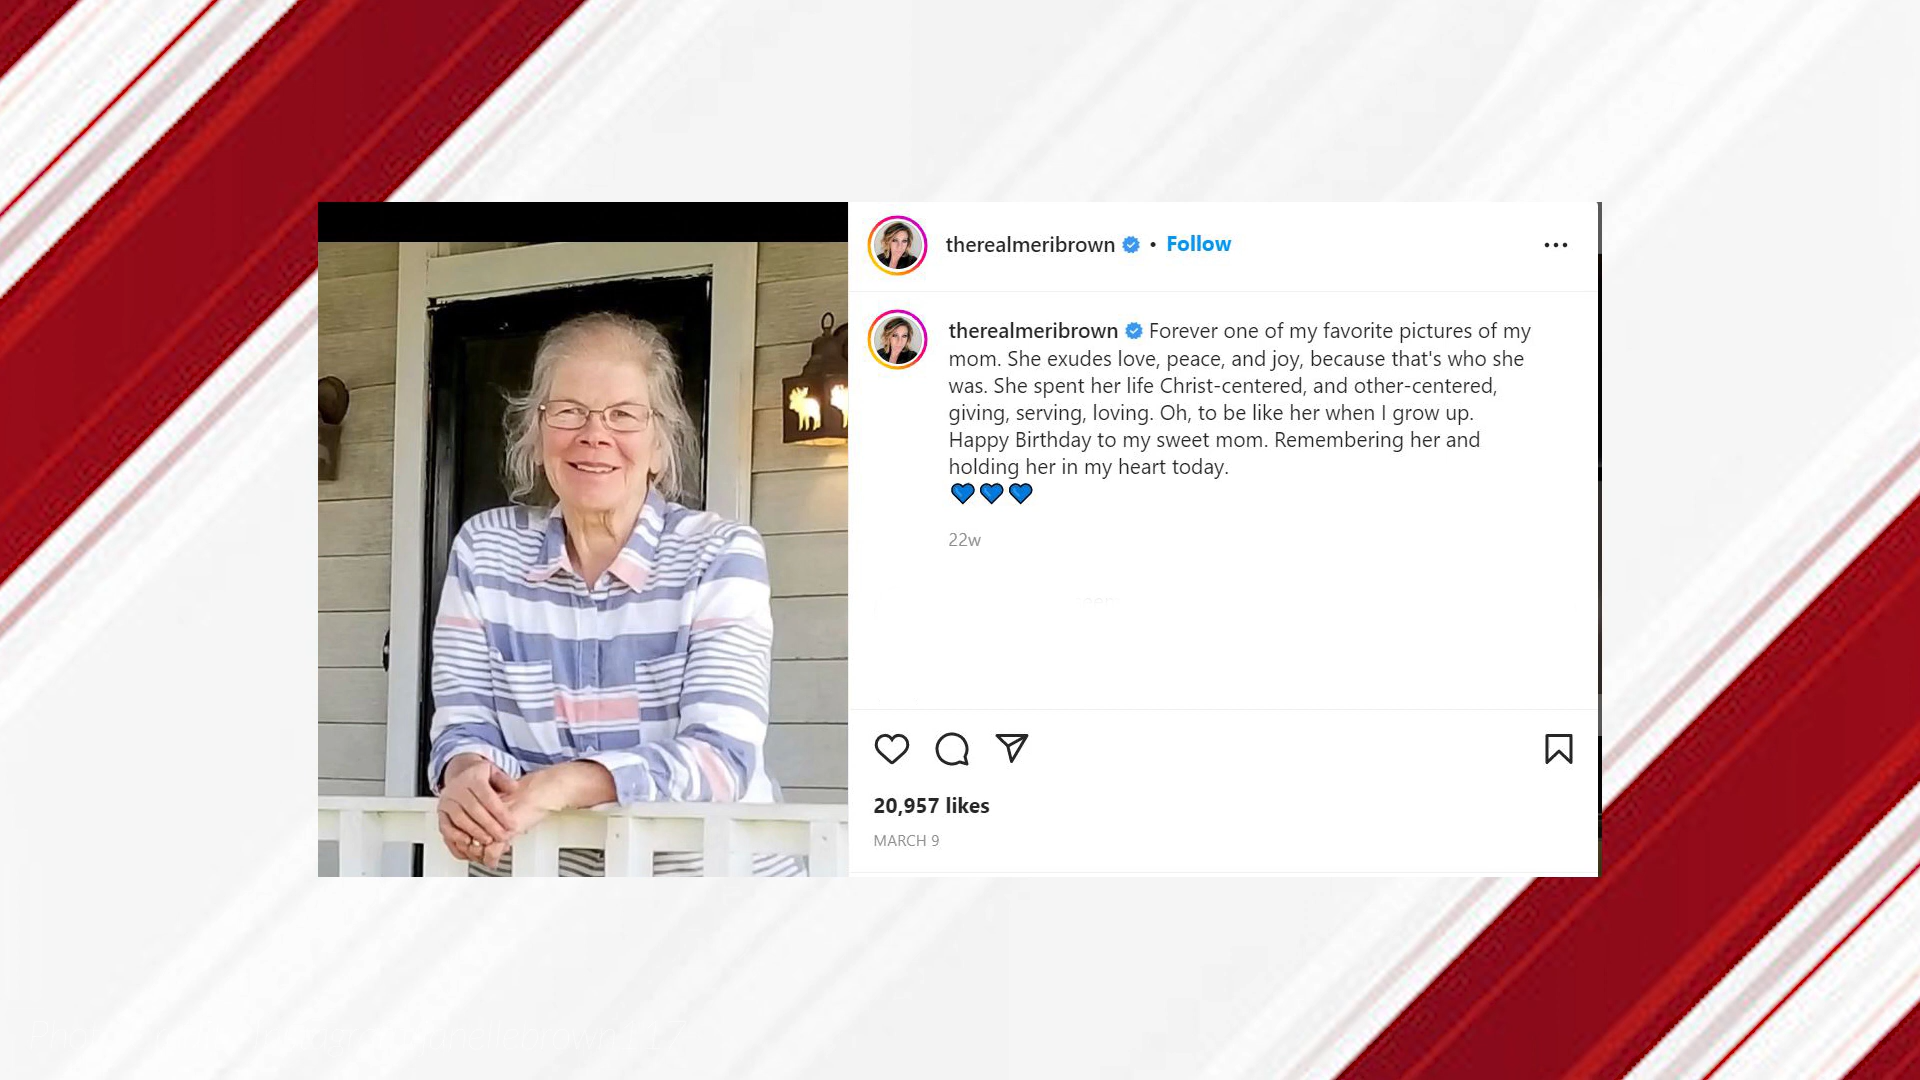 therealmeribrown • Follow
therealmeribrown Forever one of my favorite pictures of my
mom. She exudes love, peace, and joy, because that's who she
was. She spent her life Christ-centered, and other-centered,
giving, serving, loving. Oh, to be like her when I grow up.
Happy Birthday to my sweet mom. Remembering her and
holding her in my heart today.
💙💙💙
22w
20,957 likes
MARCH 9